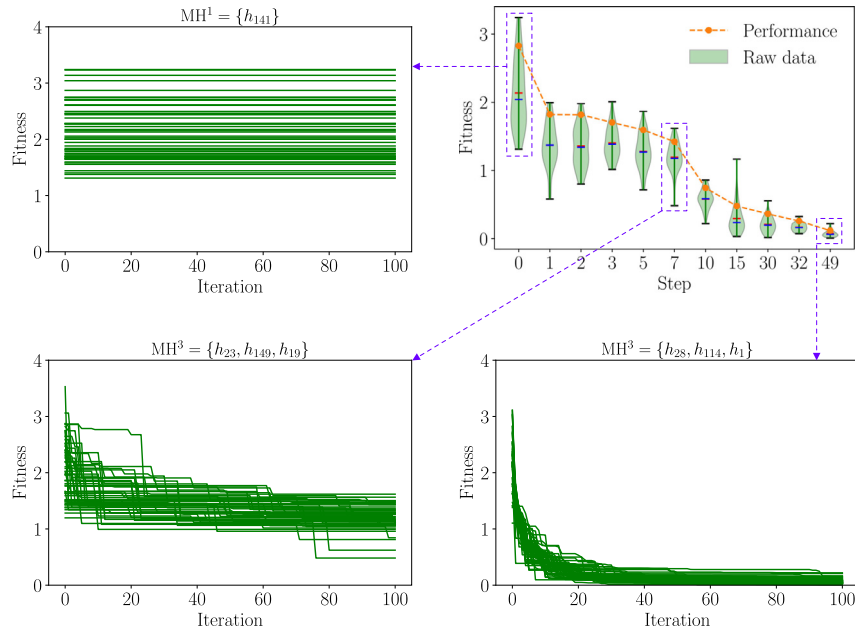 MH¹ = {h₁₄₁}
Fitness
4
3
2
1
0
0 20 40 60 80 100
Iteration
Performance
Raw data
Fitness
3
2
1
0
0 1 2 3 5 7 10 15 30 32 49
Step
MH³ = {h₂₃, h₁₄₉, h₁₉}
Fitness
4
3
2
1
0
0 20 40 60 80 100
Iteration
MH³ = {h₂₈, h₁₁₄, h₁}
Fitness
4
3
2
1
0
0 20 40 60 80 100
Iteration